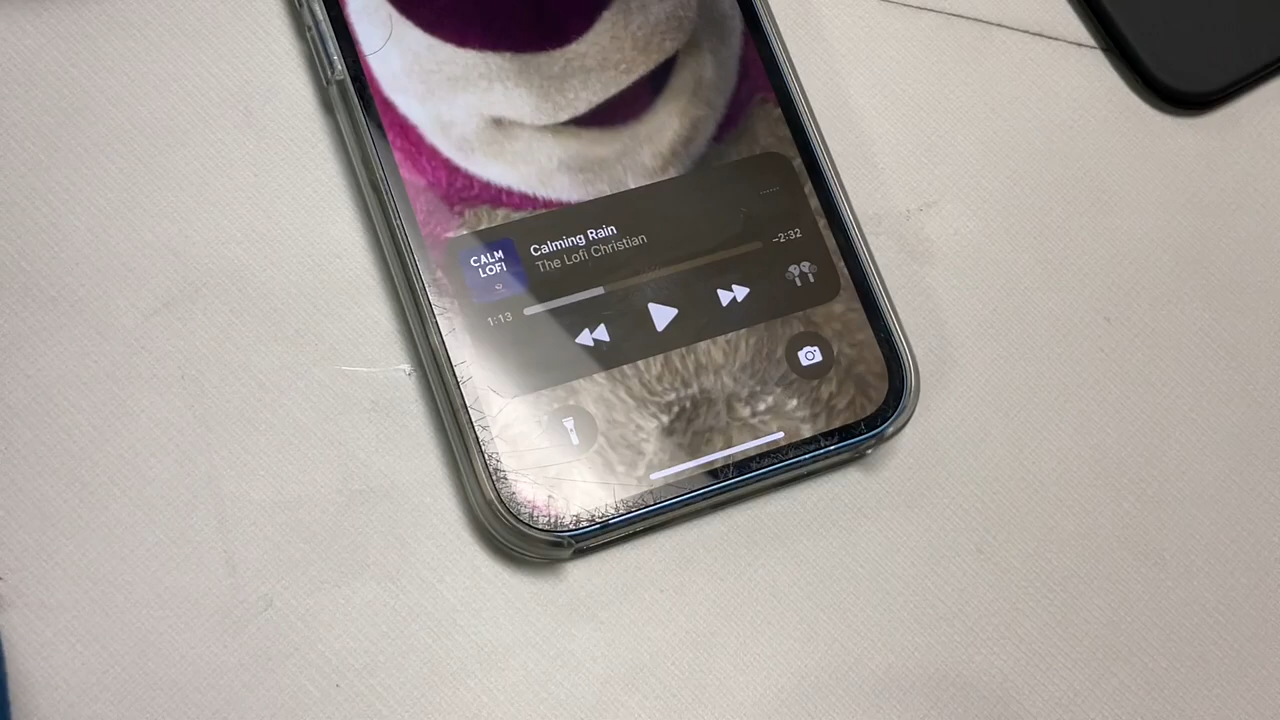 CALM
LOFI
Calming Rain
The Lofi Christian
1:13
−2:32